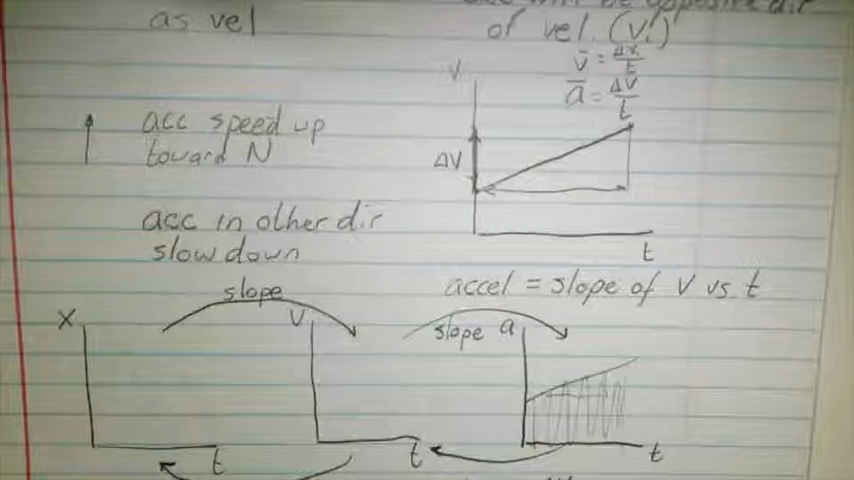 as vel
of vel. (Vi)
V̄ = ΔX/t
ā = ΔV/t
V
acc speed up
toward N
ΔV
acc in other dir
slow down
t
accel = slope of V vs. t
slope
X
V
slope a
t
t
t